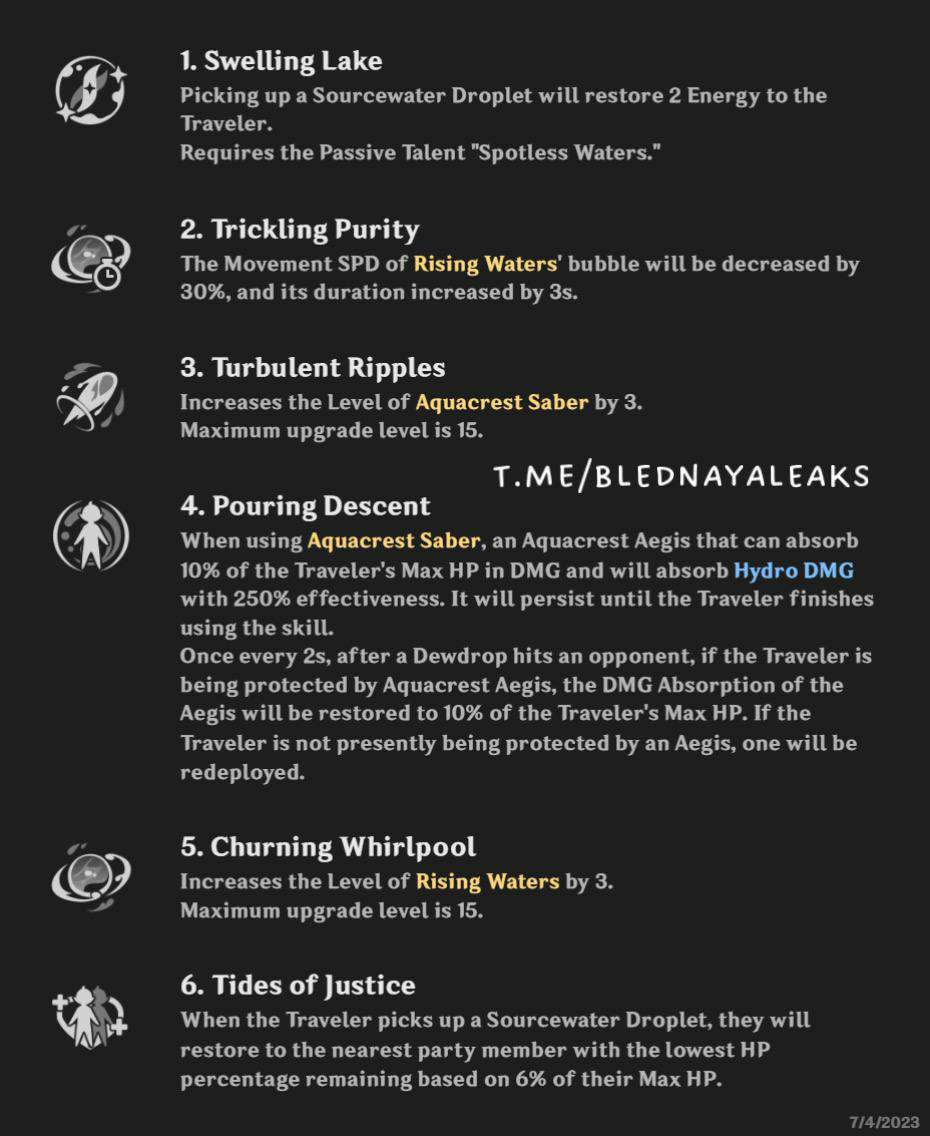 1. Swelling Lake
Picking up a Sourcewater Droplet will restore 2 Energy to the
Traveler.
Requires the Passive Talent "Spotless Waters."
2. Trickling Purity
The Movement SPD of Rising Waters' bubble will be decreased by
30%, and its duration increased by 3s.
3. Turbulent Ripples
Increases the Level of Aquacrest Saber by 3.
Maximum upgrade level is 15.
T.ME/BLEDNAYALEAKS
4. Pouring Descent
When using Aquacrest Saber, an Aquacrest Aegis that can absorb
10% of the Traveler's Max HP in DMG and will absorb Hydro DMG
with 250% effectiveness. It will persist until the Traveler finishes
using the skill.
Once every 2s, after a Dewdrop hits an opponent, if the Traveler is
being protected by Aquacrest Aegis, the DMG Absorption of the
Aegis will be restored to 10% of the Traveler's Max HP. If the
Traveler is not presently being protected by an Aegis, one will be
redeployed.
5. Churning Whirlpool
Increases the Level of Rising Waters by 3.
Maximum upgrade level is 15.
6. Tides of Justice
When the Traveler picks up a Sourcewater Droplet, they will
restore to the nearest party member with the lowest HP
percentage remaining based on 6% of their Max HP.
7/4/2023